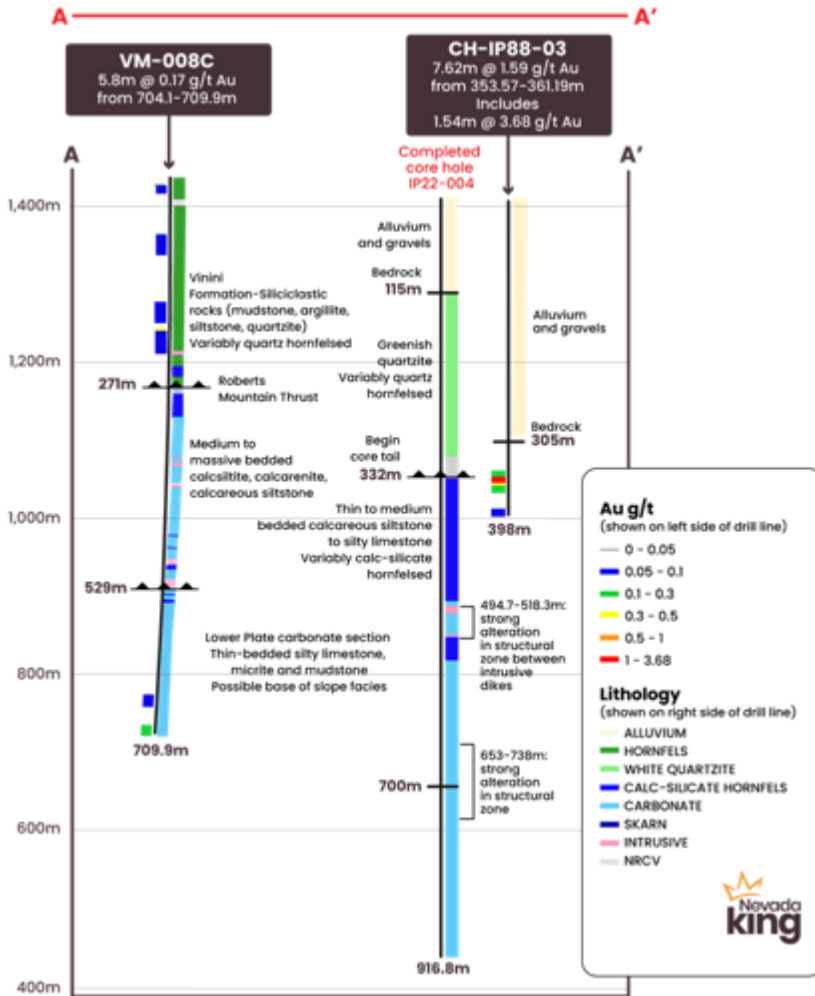 A
A'
VM-008C
5.8m @ 0.17 g/t Au
from 704.1-709.9m
CH-IP88-03
7.62m @ 1.59 g/t Au
from 353.57-361.19m
Includes
1.54m @ 3.68 g/t Au
A
A'
Completed
core hole
IP22-004
1,400m
1,200m
1,000m
800m
600m
400m
Vinini
Formation-Siliciclastic
rocks (mudstone, argillite,
siltstone, quartzite)
Variably quartz hornfelsed
271m
Roberts
Mountain Thrust
Medium to
massive bedded
calcsiltite, calcarenite,
calcareous siltstone
529m
Lower Plate carbonate section
Thin-bedded silty limestone,
micrite and mudstone
Possible base of slope facies
709.9m
Alluvium
and gravels
Bedrock
115m
Greenish
quartzite
Variably quartz
hornfelsed
Begin
core tail
332m
Thin to medium
bedded calcareous siltstone
to silty limestone
Variably calc-silicate
hornfelsed
494.7-518.3m:
strong
alteration
in structural
zone between
intrusive
dikes
653-738m:
strong
alteration
in structural
zone
700m
916.8m
Alluvium
and gravels
Bedrock
305m
398m
Au g/t
(shown on left side of drill line)
0 - 0.05
0.05 - 0.1
0.1 - 0.3
0.3 - 0.5
0.5 - 1
1 - 3.68
Lithology
(shown on right side of drill line)
ALLUVIUM
HORNFELS
WHITE QUARTZITE
CALC-SILICATE HORNFELS
CARBONATE
SKARN
INTRUSIVE
NRCV
Nevada
king